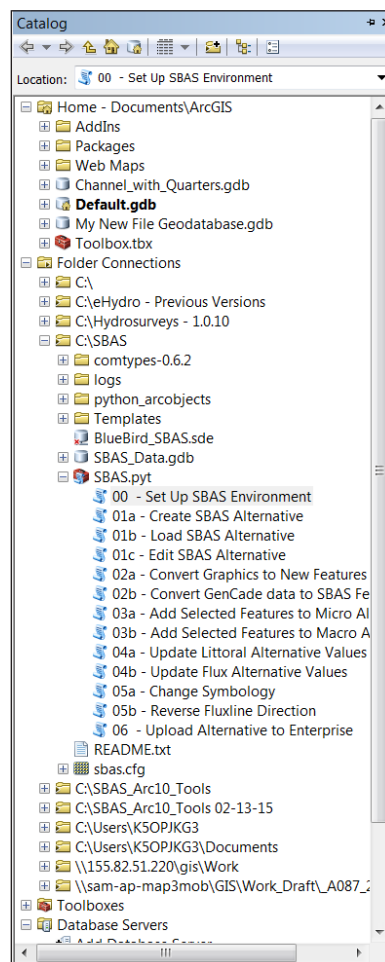 Catalog
Location: 00 - Set Up SBAS Environment
Home - Documents\ArcGIS
AddIns
Packages
Web Maps
Channel_with_Quarters.gdb
Default.gdb
My New File Geodatabase.gdb
Toolbox.tbx
Folder Connections
C:\
C:\eHydro - Previous Versions
C:\Hydrosurveys - 1.0.10
C:\SBAS
comtypes-0.6.2
logs
python_arcobjects
Templates
BlueBird_SBAS.sde
SBAS_Data.gdb
SBAS.pyt
00 - Set Up SBAS Environment
01a - Create SBAS Alternative
01b - Load SBAS Alternative
01c - Edit SBAS Alternative
02a - Convert Graphics to New Features
02b - Convert GenCade data to SBAS Fe
03a - Add Selected Features to Micro Al
03b - Add Selected Features to Macro A
04a - Update Littoral Alternative Values
04b - Update Flux Alternative Values
05a - Change Symbology
05b - Reverse Fluxline Direction
06 - Upload Alternative to Enterprise
README.txt
sbas.cfg
C:\SBAS_Arc10_Tools
C:\SBAS_Arc10_Tools 02-13-15
C:\Users\K5OPJKG3
C:\Users\K5OPJKG3\Documents
\\155.82.51.220\gis\Work
\\sam-ap-map3mob\GIS\Work_Draft\_A087_2
Toolboxes
Database Servers
Add Database Server